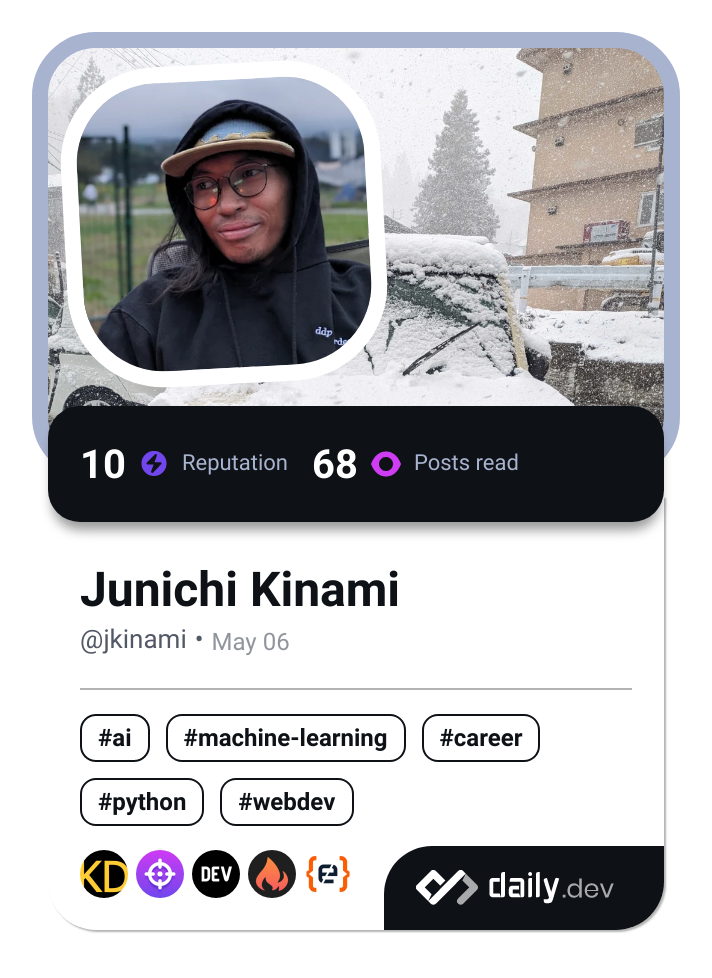 ddp
10 Reputation 68 Posts read
Junichi Kinami
@jkinami • May 06
#ai #machine-learning #career
#python #webdev
KD DEV
daily.dev